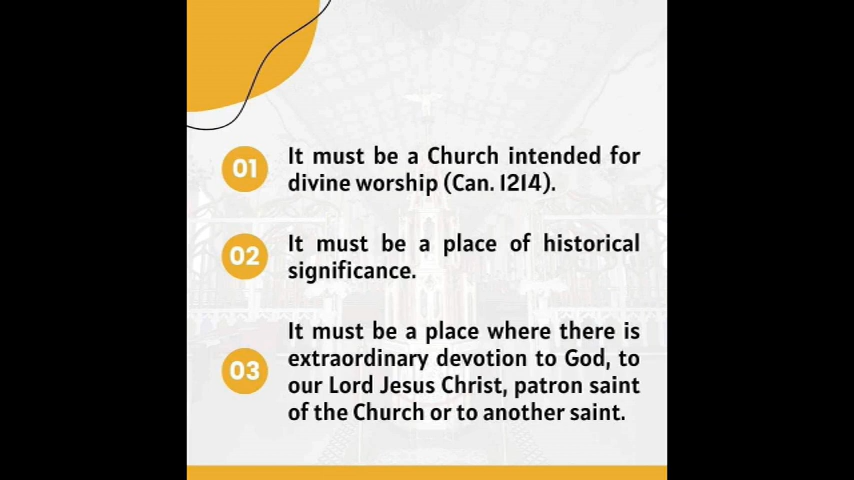 01
It must be a Church intended for
divine worship (Can. 1214).
02
It must be a place of historical
significance.
03
It must be a place where there is
extraordinary devotion to God, to
our Lord Jesus Christ, patron saint
of the Church or to another saint.